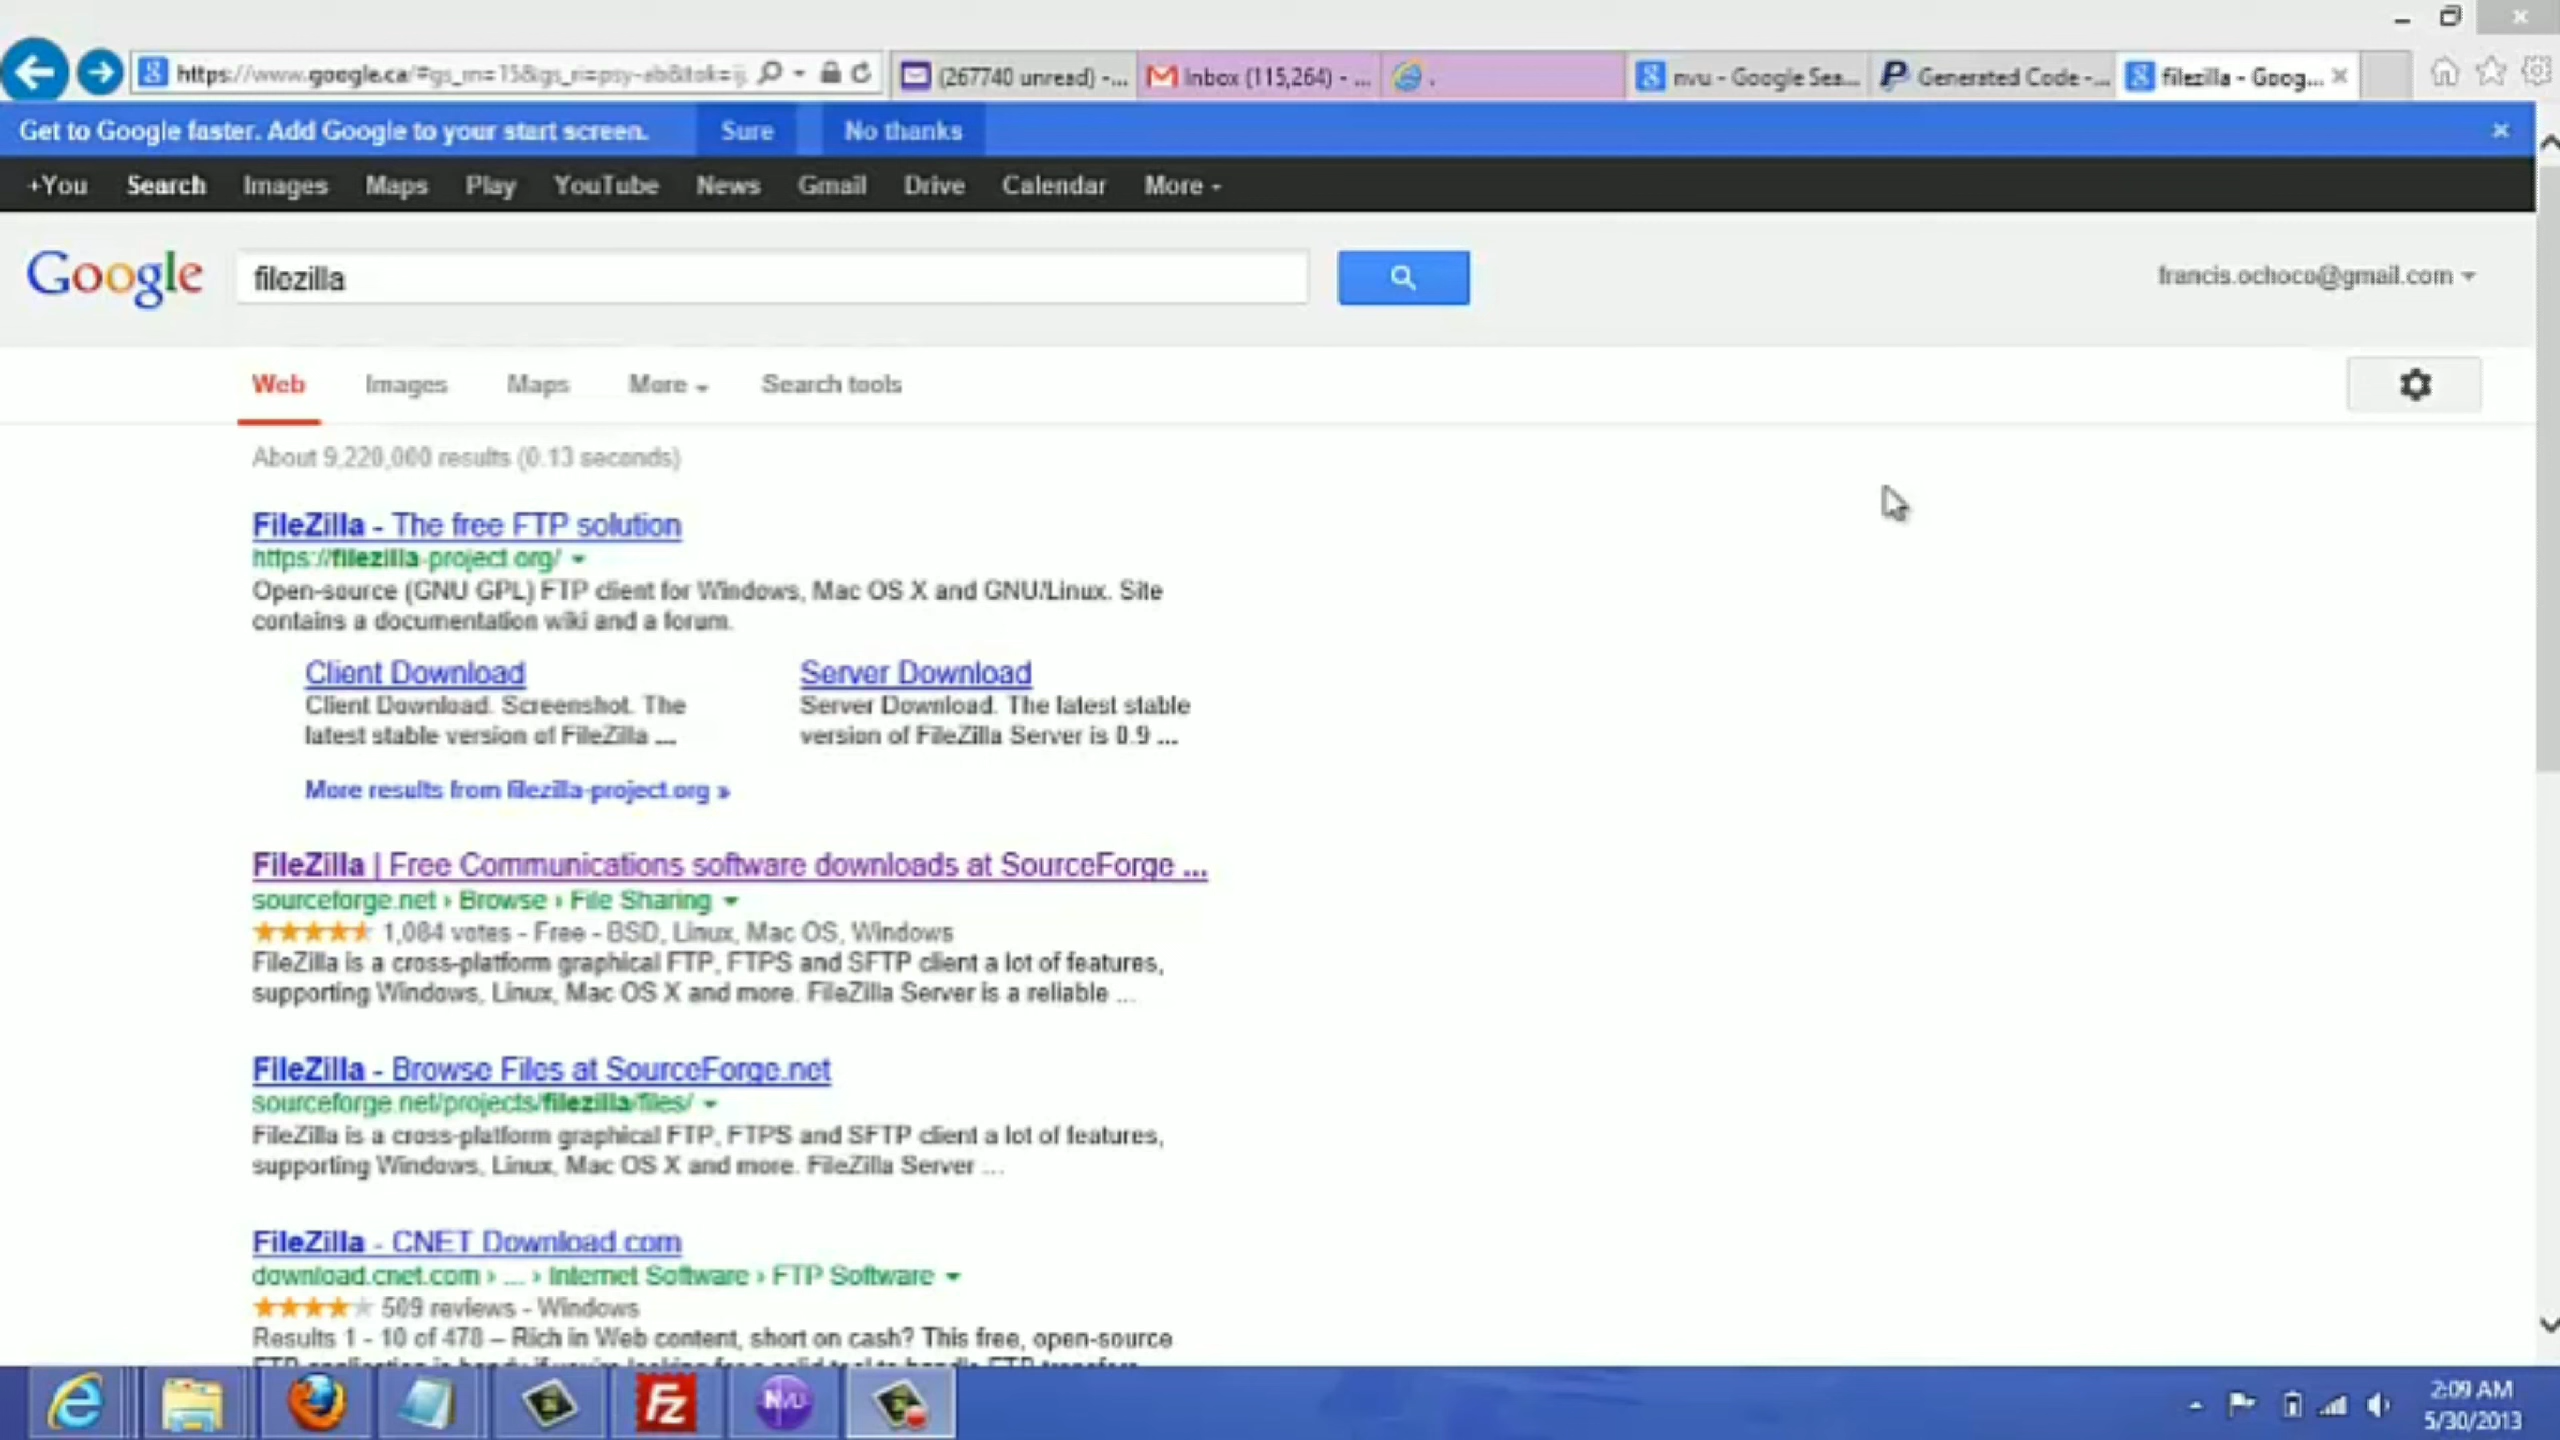 https://www.google.ca/#gs_rn=15&gs_ri=psy-ab&tok=ij
(267740 unread) -...
Inbox (115,264) - ...
.
nvu - Google Sea...
Generated Code -...
filezilla - Goog...
Get to Google faster. Add Google to your start screen.
Sure
No thanks
+You Search Images Maps Play YouTube News Gmail Drive Calendar More
Google
filezilla
francis.ochoco@gmail.com
Web Images Maps More Search tools
About 9,220,000 results (0.13 seconds)
FileZilla - The free FTP solution
https://filezilla-project.org/
Open-source (GNU GPL) FTP client for Windows, Mac OS X and GNU/Linux. Site
contains a documentation wiki and a forum.
Client Download
Client Download. Screenshot. The
latest stable version of FileZilla ...
Server Download
Server Download. The latest stable
version of FileZilla Server is 0.9 ...
More results from filezilla-project.org »
FileZilla | Free Communications software downloads at SourceForge ...
sourceforge.net › Browse › File Sharing
1,084 votes - Free - BSD, Linux, Mac OS, Windows
FileZilla is a cross-platform graphical FTP, FTPS and SFTP client a lot of features,
supporting Windows, Linux, Mac OS X and more. FileZilla Server is a reliable ...
FileZilla - Browse Files at SourceForge.net
sourceforge.net/projects/filezilla/files/
FileZilla is a cross-platform graphical FTP, FTPS and SFTP client a lot of features,
supporting Windows, Linux, Mac OS X and more. FileZilla Server ...
FileZilla - CNET Download.com
download.cnet.com › ... › Internet Software › FTP Software
509 reviews - Windows
Results 1 - 10 of 478 – Rich in Web content, short on cash? This free, open-source
Fz
NVU
2:09 AM
5/30/2013